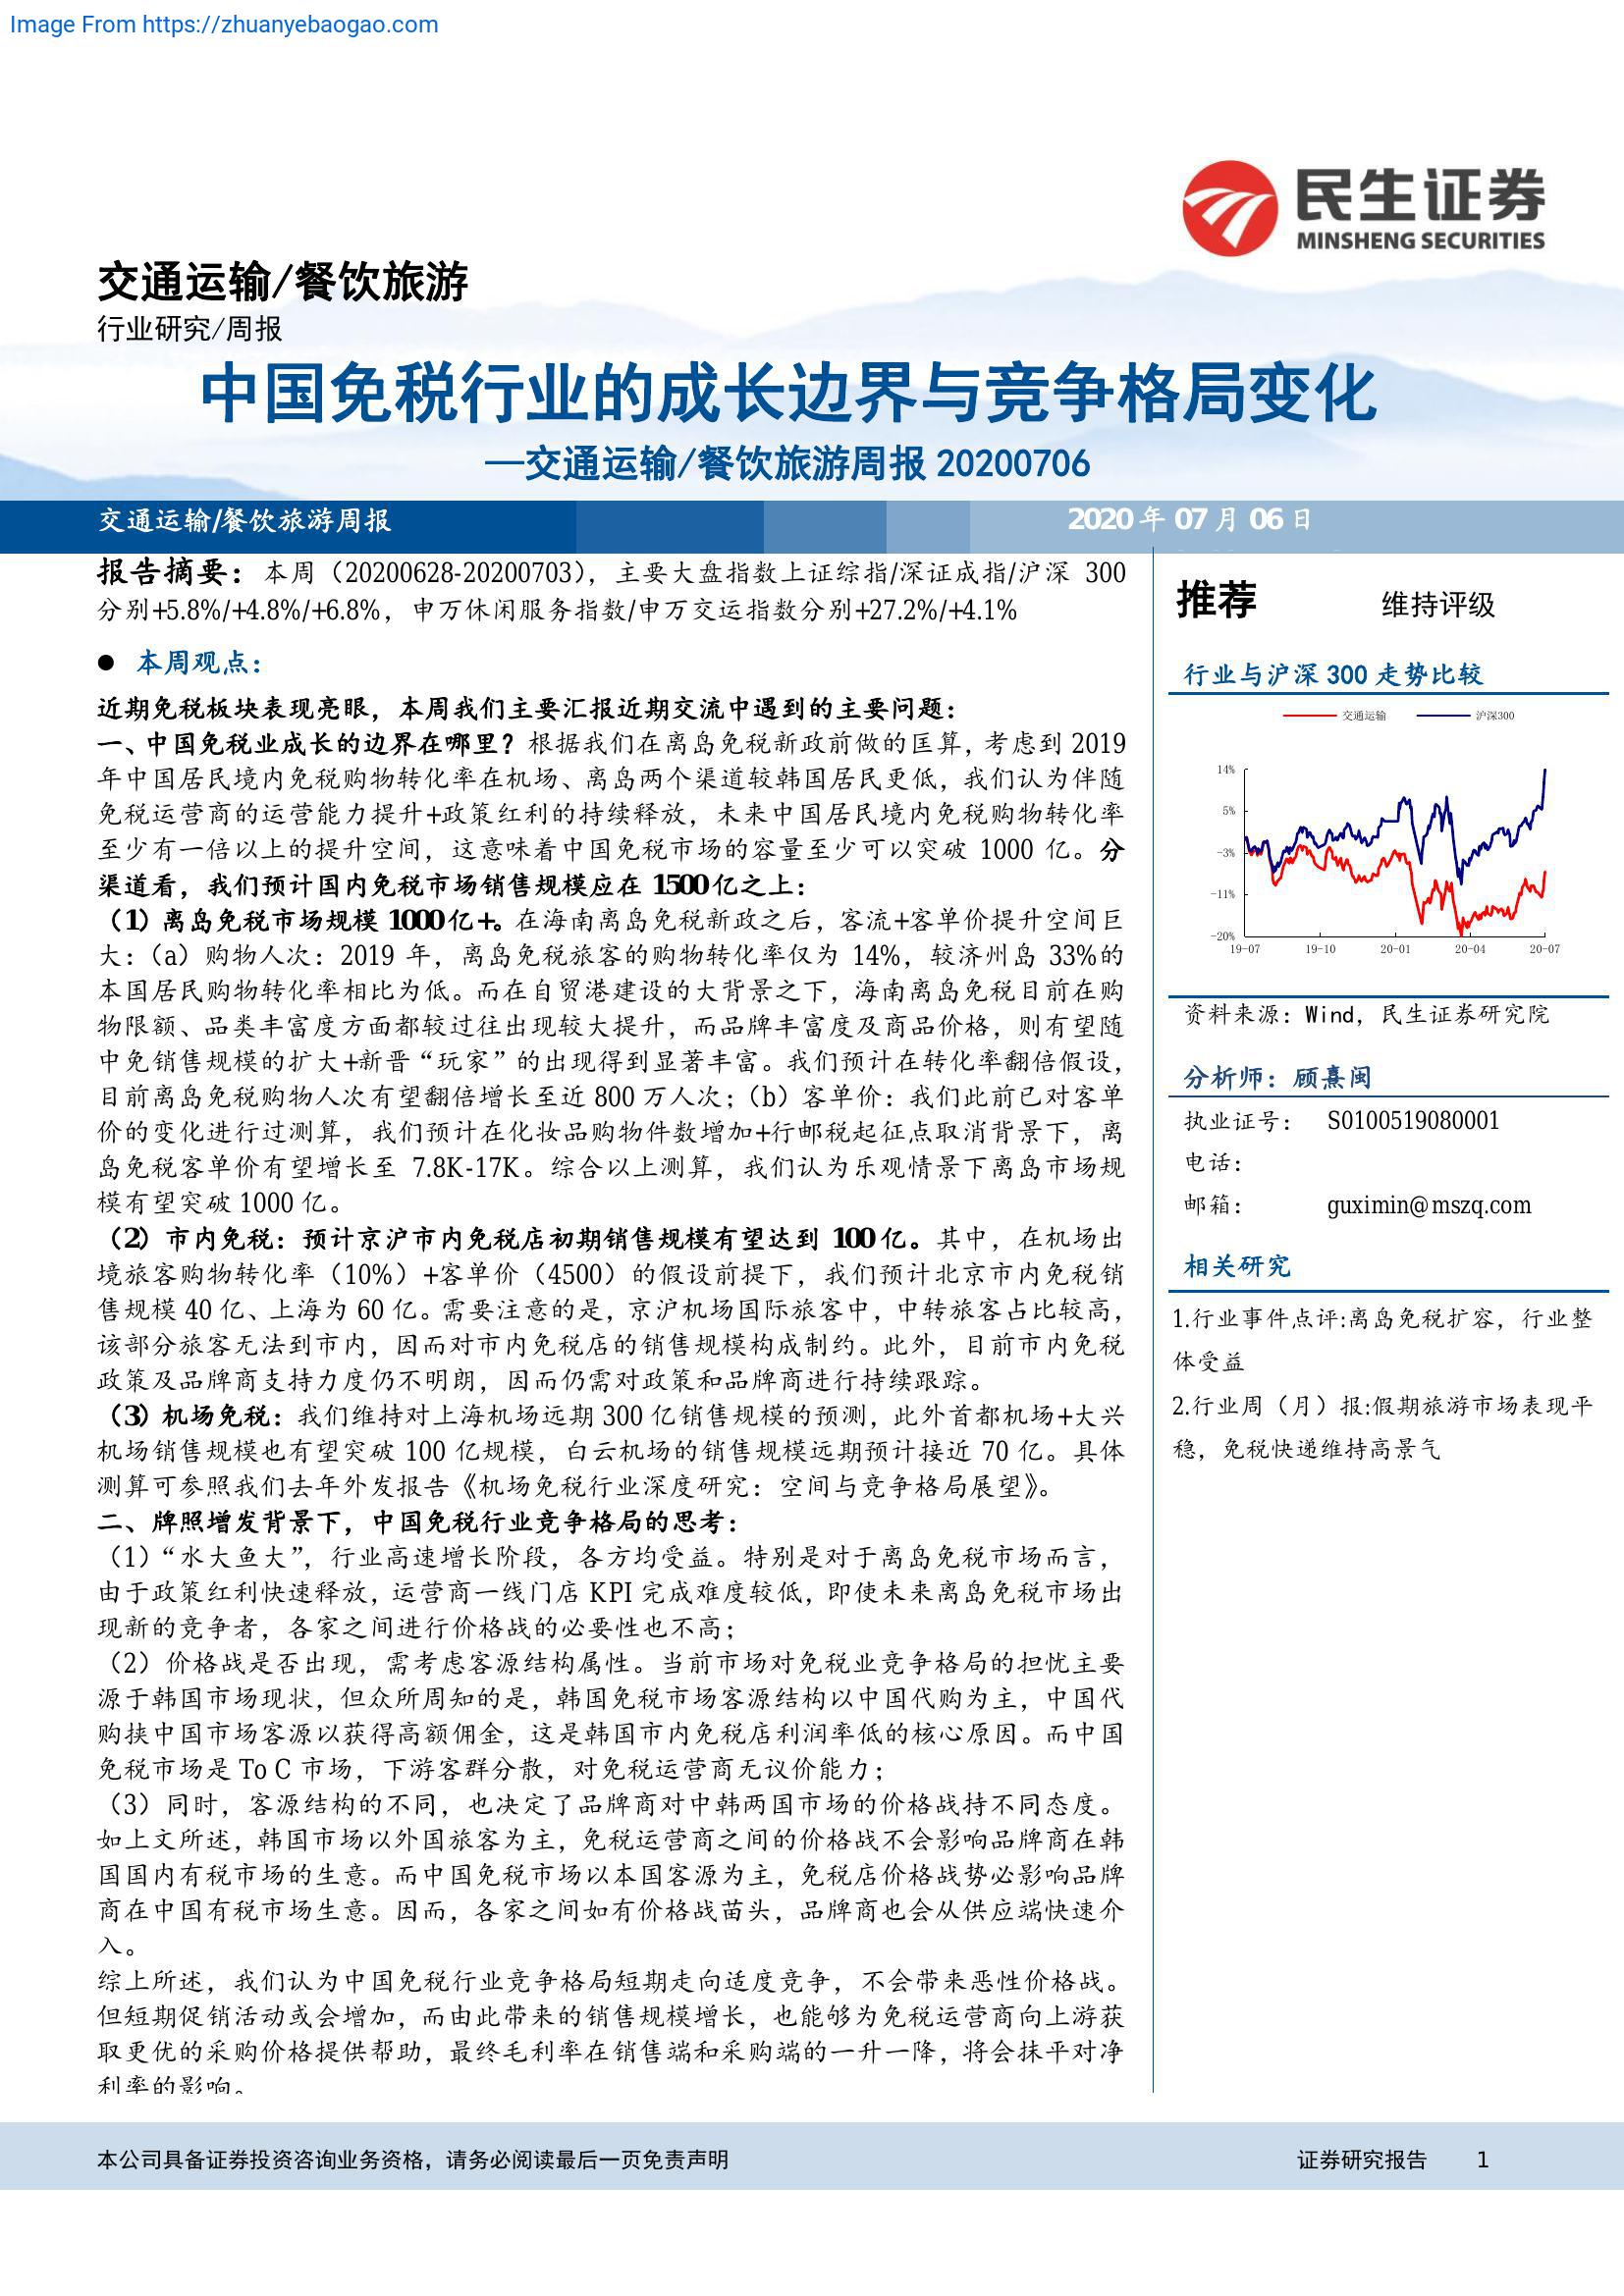 Image From https://zhuanyebaogao.com
民生证券
MINSHENG SECURITIES
交通运输/餐饮旅游
行业研究/周报
中国免税行业的成长边界与竞争格局变化
—交通运输/餐饮旅游周报 20200706
交通运输/餐饮旅游周报
2020 年 07 月 06 日
报告摘要：本周（20200628-20200703），主要大盘指数上证综指/深证成指/沪深 300
分别+5.8%/+4.8%/+6.8%，申万休闲服务指数/申万交运指数分别+27.2%/+4.1%
● 本周观点：
近期免税板块表现亮眼，本周我们主要汇报近期交流中遇到的主要问题：
一、中国免税业成长的边界在哪里？根据我们在离岛免税新政前做的匡算，考虑到 2019
年中国居民境内免税购物转化率在机场、离岛两个渠道较韩国居民更低，我们认为伴随
免税运营商的运营能力提升+政策红利的持续释放，未来中国居民境内免税购物转化率
至少有一倍以上的提升空间，这意味着中国免税市场的容量至少可以突破 1000 亿。分
渠道看，我们预计国内免税市场销售规模应在 1500 亿之上：
（1）离岛免税市场规模 1000 亿+。在海南离岛免税新政之后，客流+客单价提升空间巨
大：（a）购物人次：2019 年，离岛免税旅客的购物转化率仅为 14%，较济州岛 33%的
本国居民购物转化率相比为低。而在自贸港建设的大背景之下，海南离岛免税目前在购
物限额、品类丰富度方面都较过往出现较大提升，而品牌丰富度及商品价格，则有望随
中免销售规模的扩大+新晋“玩家”的出现得到显著丰富。我们预计在转化率翻倍假设，
目前离岛免税购物人次有望翻倍增长至近 800 万人次；（b）客单价：我们此前已对客单
价的变化进行过测算，我们预计在化妆品购物件数增加+行邮税起征点取消背景下，离
岛免税客单价有望增长至 7.8K-17K。综合以上测算，我们认为乐观情景下离岛市场规
模有望突破 1000 亿。
（2）市内免税：预计京沪市内免税店初期销售规模有望达到 100 亿。其中，在机场出
境旅客购物转化率（10%）+客单价（4500）的假设前提下，我们预计北京市内免税销
售规模 40 亿、上海为 60 亿。需要注意的是，京沪机场国际旅客中，中转旅客占比较高，
该部分旅客无法到市内，因而对市内免税店的销售规模构成制约。此外，目前市内免税
政策及品牌商支持力度仍不明朗，因而仍需对政策和品牌商进行持续跟踪。
（3）机场免税：我们维持对上海机场远期 300 亿销售规模的预测，此外首都机场+大兴
机场销售规模也有望突破 100 亿规模，白云机场的销售规模远期预计接近 70 亿。具体
测算可参照我们去年外发报告《机场免税行业深度研究：空间与竞争格局展望》。
二、牌照增发背景下，中国免税行业竞争格局的思考：
（1）“水大鱼大”，行业高速增长阶段，各方均受益。特别是对于离岛免税市场而言，
由于政策红利快速释放，运营商一线门店 KPI 完成难度较低，即使未来离岛免税市场出
现新的竞争者，各家之间进行价格战的必要性也不高；
（2）价格战是否出现，需考虑客源结构属性。当前市场对免税业竞争格局的担忧主要
源于韩国市场现状，但众所周知的是，韩国免税市场客源结构以中国代购为主，中国代
购挟中国市场客源以获得高额佣金，这是韩国市内免税店利润率低的核心原因。而中国
免税市场是 To C 市场，下游客群分散，对免税运营商无议价能力；
（3）同时，客源结构的不同，也决定了品牌商对中韩两国市场的价格战持不同态度。
如上文所述，韩国市场以外国旅客为主，免税运营商之间的价格战不会影响品牌商在韩
国国内有税市场的生意。而中国免税市场以本国客源为主，免税店价格战势必影响品牌
商在中国有税市场生意。因而，各家之间如有价格战苗头，品牌商也会从供应端快速介
入。
综上所述，我们认为中国免税行业竞争格局短期走向适度竞争，不会带来恶性价格战。
但短期促销活动或会增加，而由此带来的销售规模增长，也能够为免税运营商向上游获
取更优的采购价格提供帮助，最终毛利率在销售端和采购端的一升一降，将会抹平对净
利率的影响。
推荐 维持评级
行业与沪深 300 走势比较
交通运输 沪深300
14%
5%
-3%
-11%
-20%
19-07 19-10 20-01 20-04 20-07
资料来源：Wind，民生证券研究院
分析师：顾熹闽
执业证号： S0100519080001
电话：
邮箱： guximin@mszq.com
相关研究
1.行业事件点评:离岛免税扩容，行业整
体受益
2.行业周（月）报:假期旅游市场表现平
稳，免税快递维持高景气
本公司具备证券投资咨询业务资格，请务必阅读最后一页免责声明
证券研究报告 1